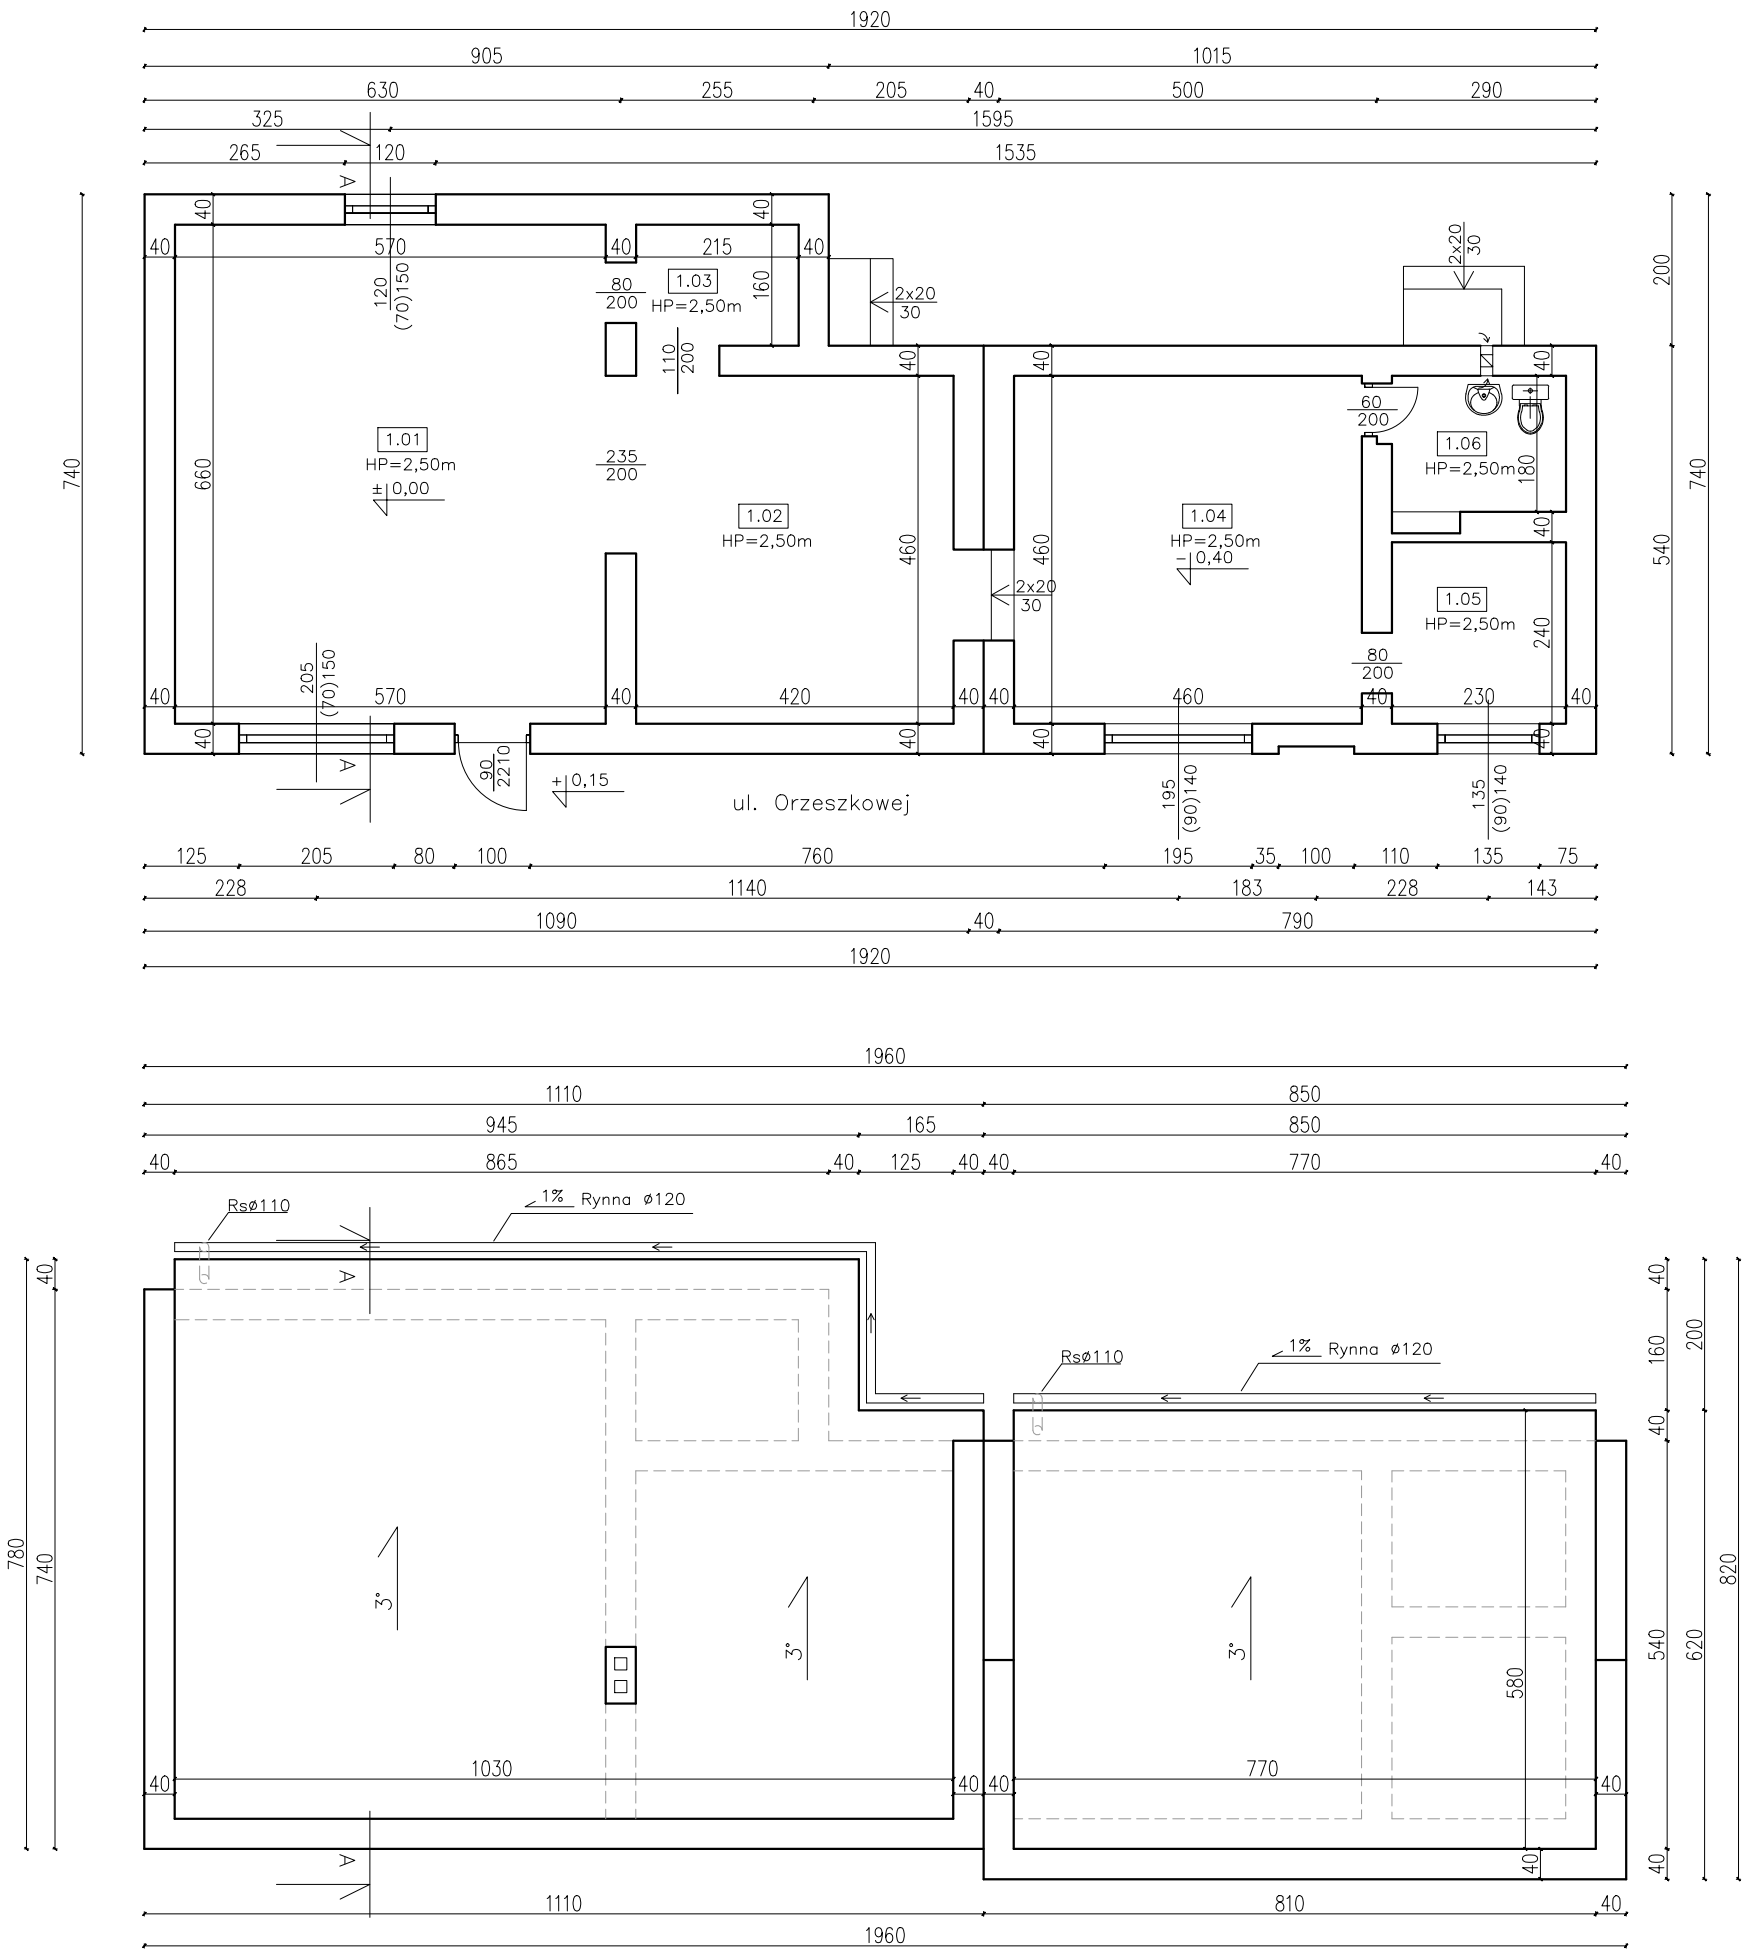 1920
905 1015
630 255 205 40 500 290
325 1595
265 120 1535
A
40 40
40 570 40 215 40
120
(70)150
80
200
1.03
HP=2,50m
160
110
200
2x20
30
2x20
30
200
740
660
1.01
HP=2,50m
± 0,00
235
200
1.02
HP=2,50m
40
460
40
460
1.04
HP=2,50m
- 0,40
2x20
30
60
200
40
1.06
HP=2,50m
180
40
1.05
HP=2,50m
240
80
200
540
740
205
(70)150
40 570 40 420 40 40 460 40 230 40
40 40 40 40
A
90
2210
+ 0,15
ul. Orzeszkowej
195
(90)140
135
(90)140
125 205 80 100 760 195 35 100 110 135 75
228 1140 183 228 143
1090 40 790
1920
1960
1110 850
945 165 850
40 865 40 125 40 40 770 40
Rsø110
1% Rynna ø120
A
40
40
160
200
Rsø110
1% Rynna ø120
40
780
740
3°
3°
3°
580
540
620
820
1030 770
40 40 40 40
A
40
40
1110 810 40
1960